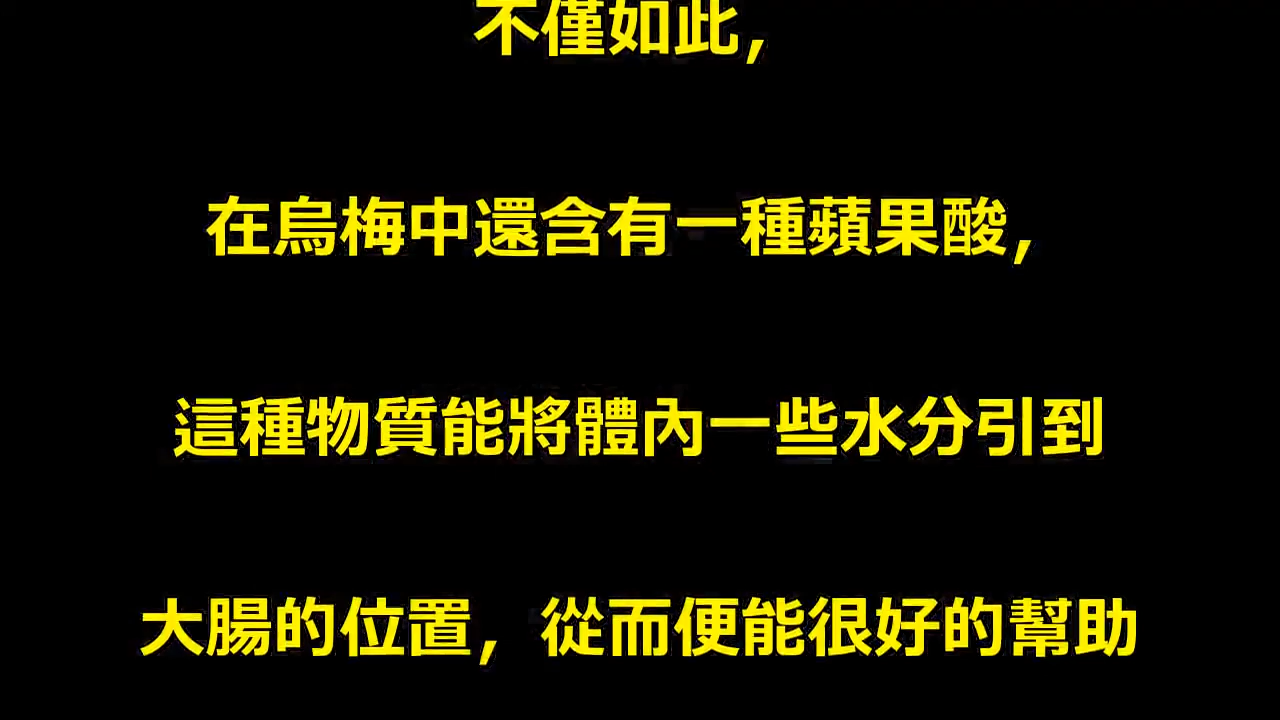 不僅如此，
在烏梅中還含有一種蘋果酸，
這種物質能將體內一些水分引到
大腸的位置，從而便能很好的幫助